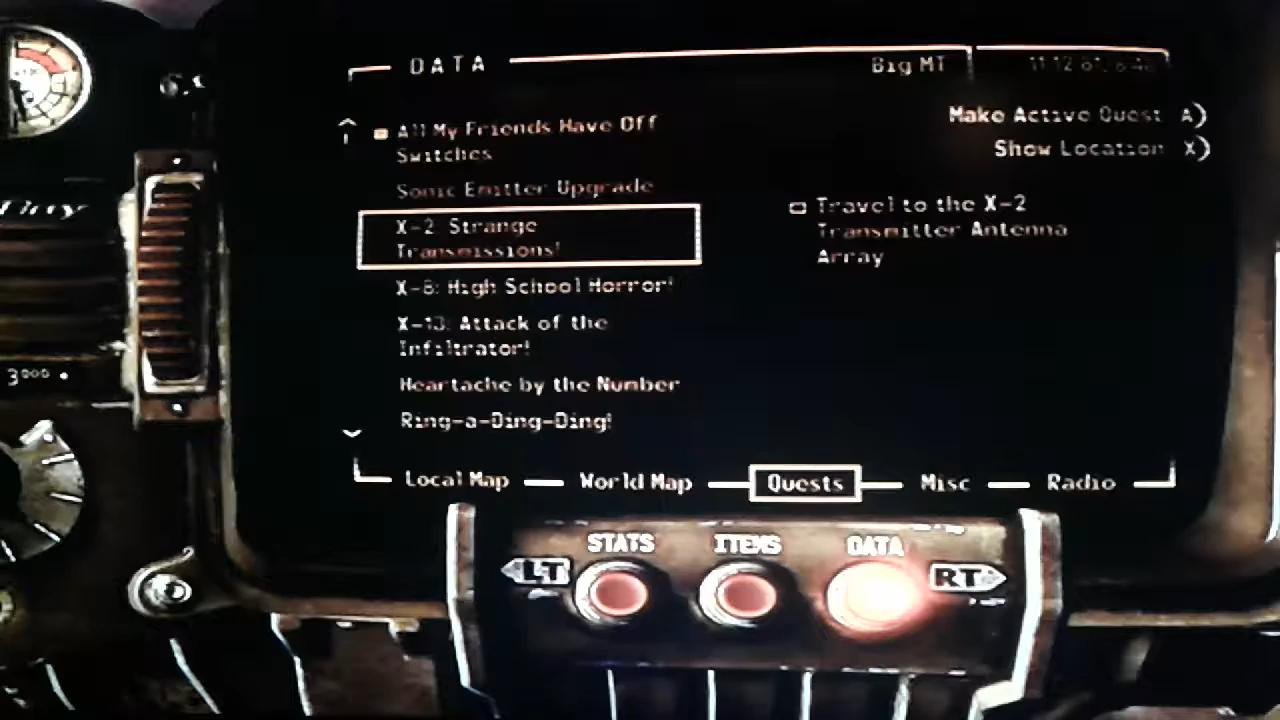 DATA
Big MT
Make Active Quest A)
Show Location X)
All My Friends Have Off
Switches
Sonic Emitter Upgrade
X-2: Strange
Transmissions!
X-8: High School Horror!
X-13: Attack of the
Infiltrator!
Heartache by the Number
Ring-a-Ding-Ding!
Travel to the X-2
Transmitter Antenna
Array
Local Map
World Map
Quests
Misc
Radio
STATS
ITEMS
DATA
LT
RT